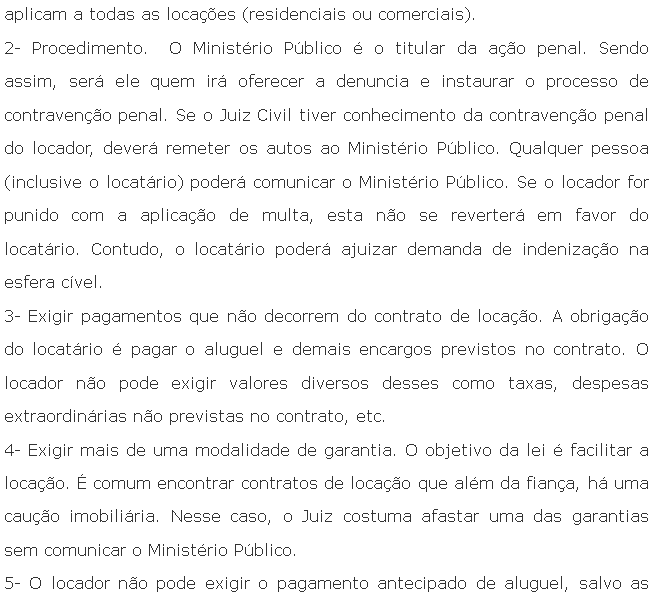 aplicam a todas as locações (residenciais ou comerciais).
2- Procedimento. O Ministério Público é o titular da ação penal. Sendo
assim, será ele quem irá oferecer a denuncia e instaurar o processo de
contravenção penal. Se o Juiz Civil tiver conhecimento da contravenção penal
do locador, deverá remeter os autos ao Ministério Público. Qualquer pessoa
(inclusive o locatário) poderá comunicar o Ministério Público. Se o locador for
punido com a aplicação de multa, esta não se reverterá em favor do
locatário. Contudo, o locatário poderá ajuizar demanda de indenização na
esfera cível.
3- Exigir pagamentos que não decorrem do contrato de locação. A obrigação
do locatário é pagar o aluguel e demais encargos previstos no contrato. O
locador não pode exigir valores diversos desses como taxas, despesas
extraordinárias não previstas no contrato, etc.
4- Exigir mais de uma modalidade de garantia. O objetivo da lei é facilitar a
locação. É comum encontrar contratos de locação que além da fiança, há uma
caução imobiliária. Nesse caso, o Juiz costuma afastar uma das garantias
sem comunicar o Ministério Público.
5- O locador não pode exigir o pagamento antecipado de aluguel, salvo as